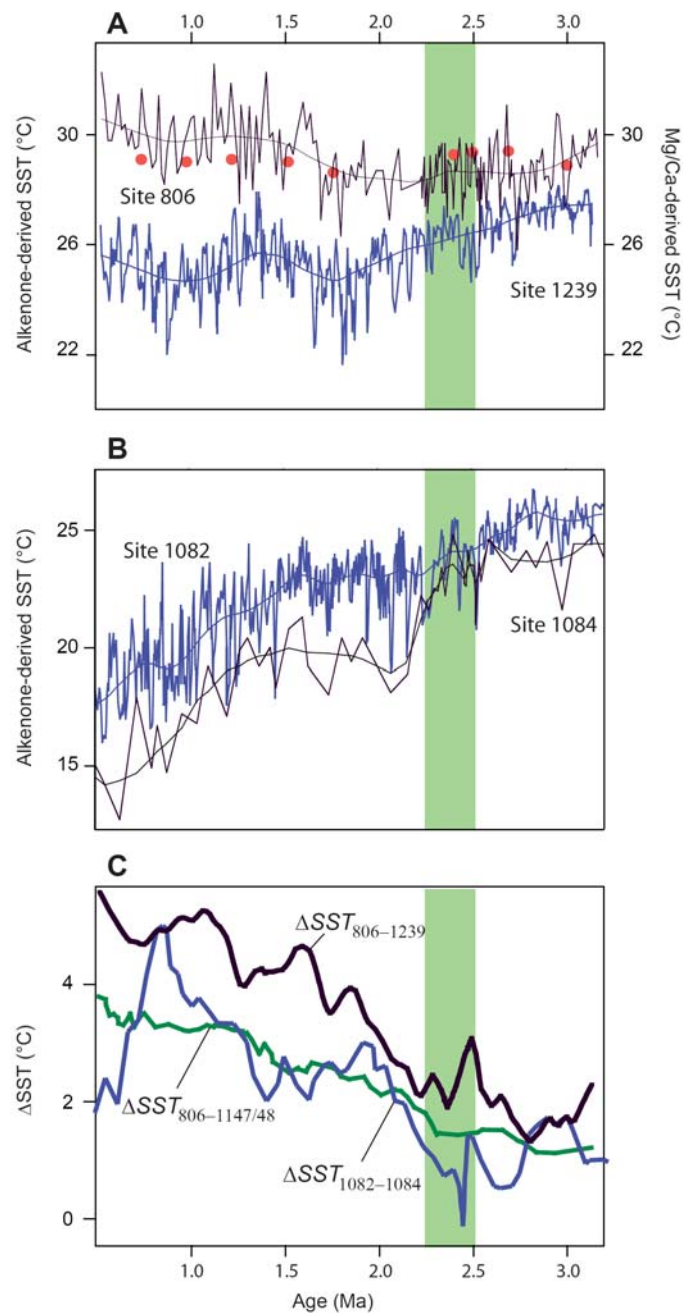 A
1.0 1.5 2.0 2.5 3.0
Alkenone-derived SST (°C)
30
26
22
Site 806
Site 1239
30
26
22
Mg/Ca-derived SST (°C)
B
Alkenone-derived SST (°C)
25
20
15
Site 1082
Site 1084
C
ΔSST (°C)
4
2
0
ΔSST806–1239
ΔSST806–1147/48
ΔSST1082–1084
1.0 1.5 2.0 2.5 3.0
Age (Ma)